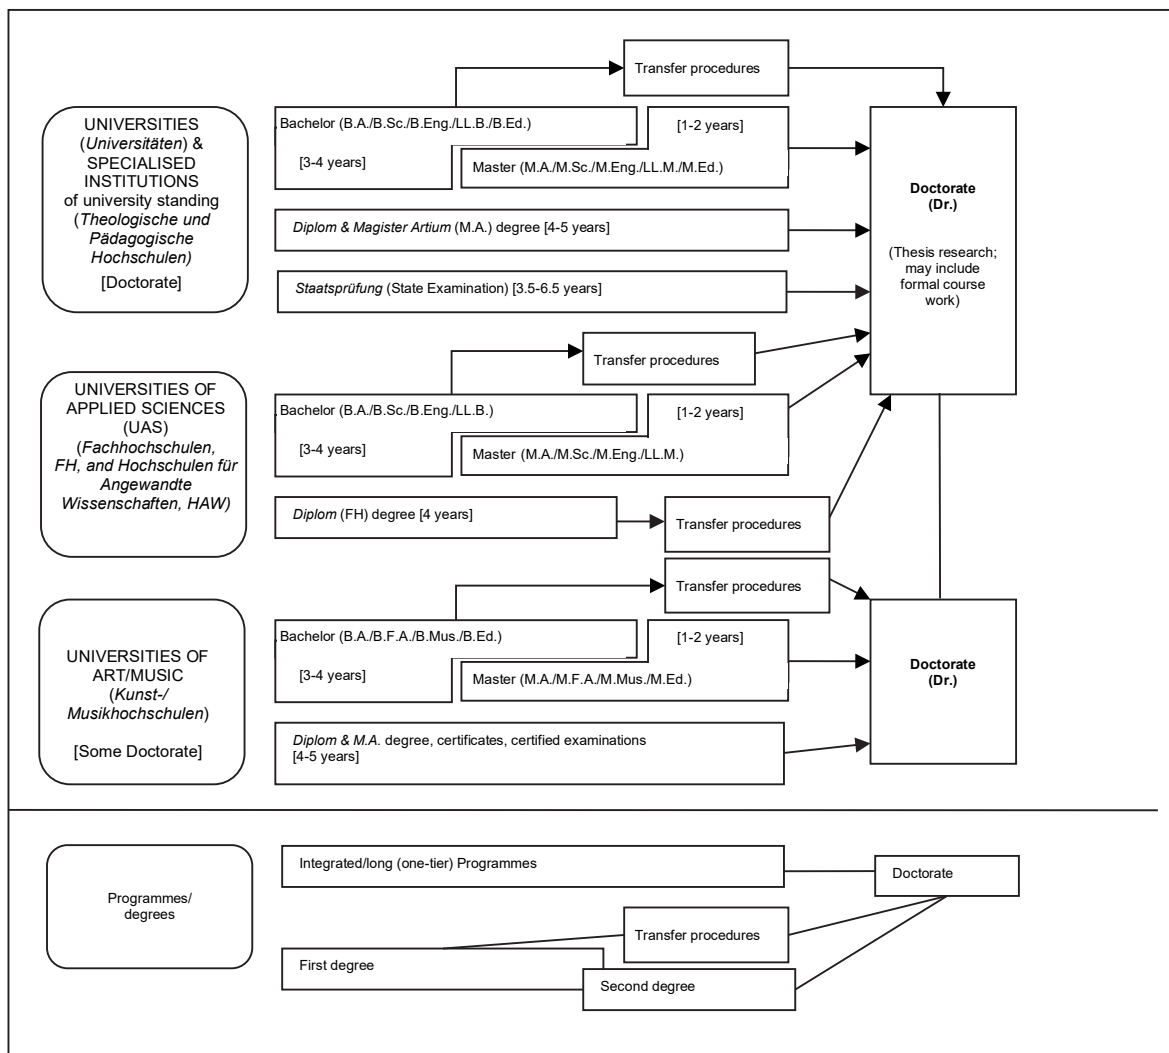 Transfer procedures
UNIVERSITIES
(Universitäten) &
SPECIALISED
INSTITUTIONS
of university standing
(Theologische und
Pädagogische
Hochschulen)
[Doctorate]
Bachelor (B.A./B.Sc./B.Eng./LL.B./B.Ed.)
[3-4 years]
[1-2 years]
Master (M.A./M.Sc./M.Eng./LL.M./M.Ed.)
Diplom & Magister Artium (M.A.) degree [4-5 years]
Staatsprüfung (State Examination) [3.5-6.5 years]
Doctorate
(Dr.)
(Thesis research;
may include
formal course
work)
Transfer procedures
UNIVERSITIES OF
APPLIED SCIENCES
(UAS)
(Fachhochschulen,
FH, and Hochschulen für
Angewandte
Wissenschaften, HAW)
Bachelor (B.A./B.Sc./B.Eng./LL.B.)
[3-4 years]
[1-2 years]
Master (M.A./M.Sc./M.Eng./LL.M.)
Diplom (FH) degree [4 years]
Transfer procedures
Transfer procedures
UNIVERSITIES OF
ART/MUSIC
(Kunst-/
Musikhochschulen)
[Some Doctorate]
Bachelor (B.A./B.F.A./B.Mus./B.Ed.)
[3-4 years]
[1-2 years]
Master (M.A./M.F.A./M.Mus./M.Ed.)
Diplom & M.A. degree, certificates, certified examinations
[4-5 years]
Doctorate
(Dr.)
Programmes/
degrees
Integrated/long (one-tier) Programmes
Doctorate
Transfer procedures
First degree
Second degree